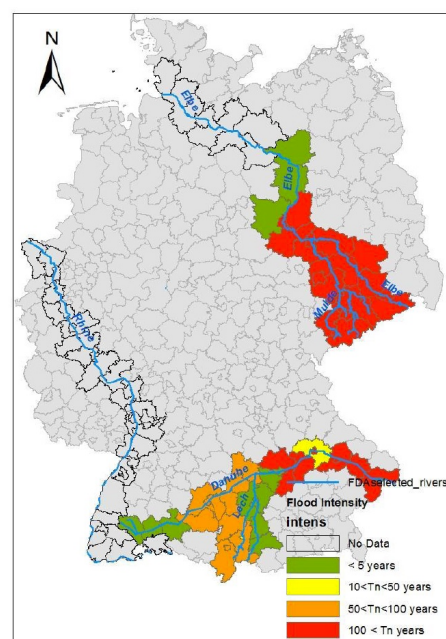 N
Elbe
Elbe
Elbe
Mulde
Rhine
Danube
Lech
FDAselected_rivers
Flood Intensity
intens
No Data
< 5 years
10<Tn<50 years
50<Tn<100 years
100 < Tn years